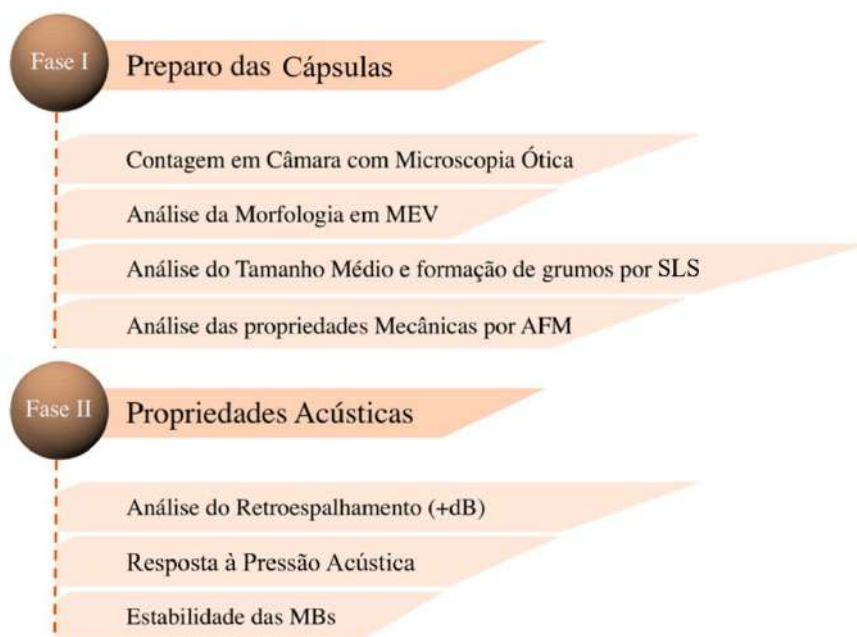 Fase I
Preparo das Cápsulas
Contagem em Câmara com Microscopia Ótica
Análise da Morfologia em MEV
Análise do Tamanho Médio e formação de grumos por SLS
Análise das propriedades Mecânicas por AFM
Fase II
Propriedades Acústicas
Análise do Retroespalhamento (+dB)
Resposta à Pressão Acústica
Estabilidade das MBs